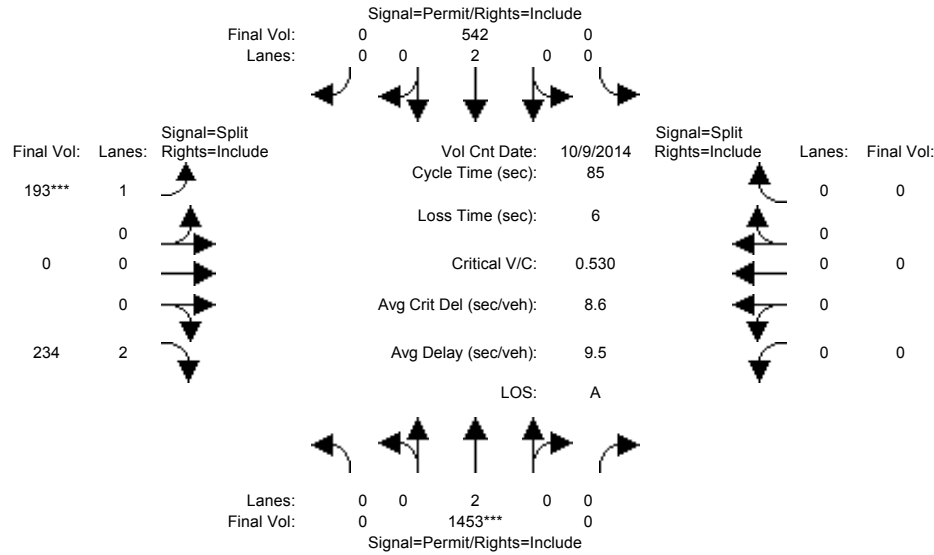 Signal=Permit/Rights=Include
Final Vol: 0 542 0
Lanes: 0 0 2 0 0
Signal=Split Signal=Split
Final Vol: Lanes: Rights=Include Vol Cnt Date: 10/9/2014 Rights=Include Lanes: Final Vol:
Cycle Time (sec): 85
193*** 1 0 0
Loss Time (sec): 6
0 0
0 0 Critical V/C: 0.530 0 0
0 Avg Crit Del (sec/veh): 8.6 0
234 2 Avg Delay (sec/veh): 9.5 0 0
LOS: A
Lanes: 0 0 2 0 0
Final Vol: 0 1453*** 0
Signal=Permit/Rights=Include